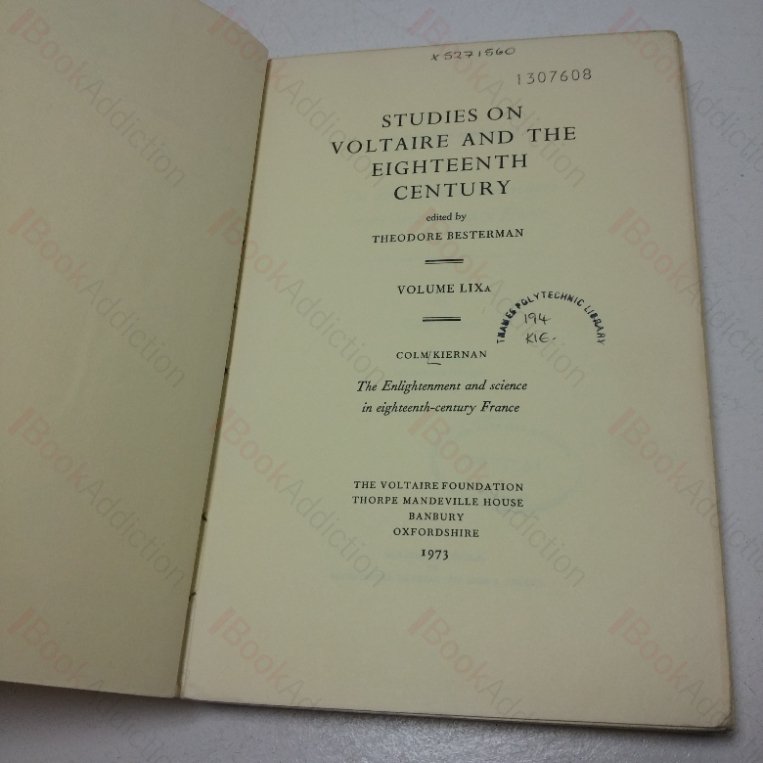 x5271560
1307608
STUDIES ON
VOLTAIRE AND THE
EIGHTEENTH
CENTURY
edited by
THEODORE BESTERMAN
VOLUME LIXA
THAMES POLYTECHNIC LIBRARY
194
KIE.
COLM KIERNAN
The Enlightenment and science
in eighteenth-century France
THE VOLTAIRE FOUNDATION
THORPE MANDEVILLE HOUSE
BANBURY
OXFORDSHIRE
1973
BookAddiction